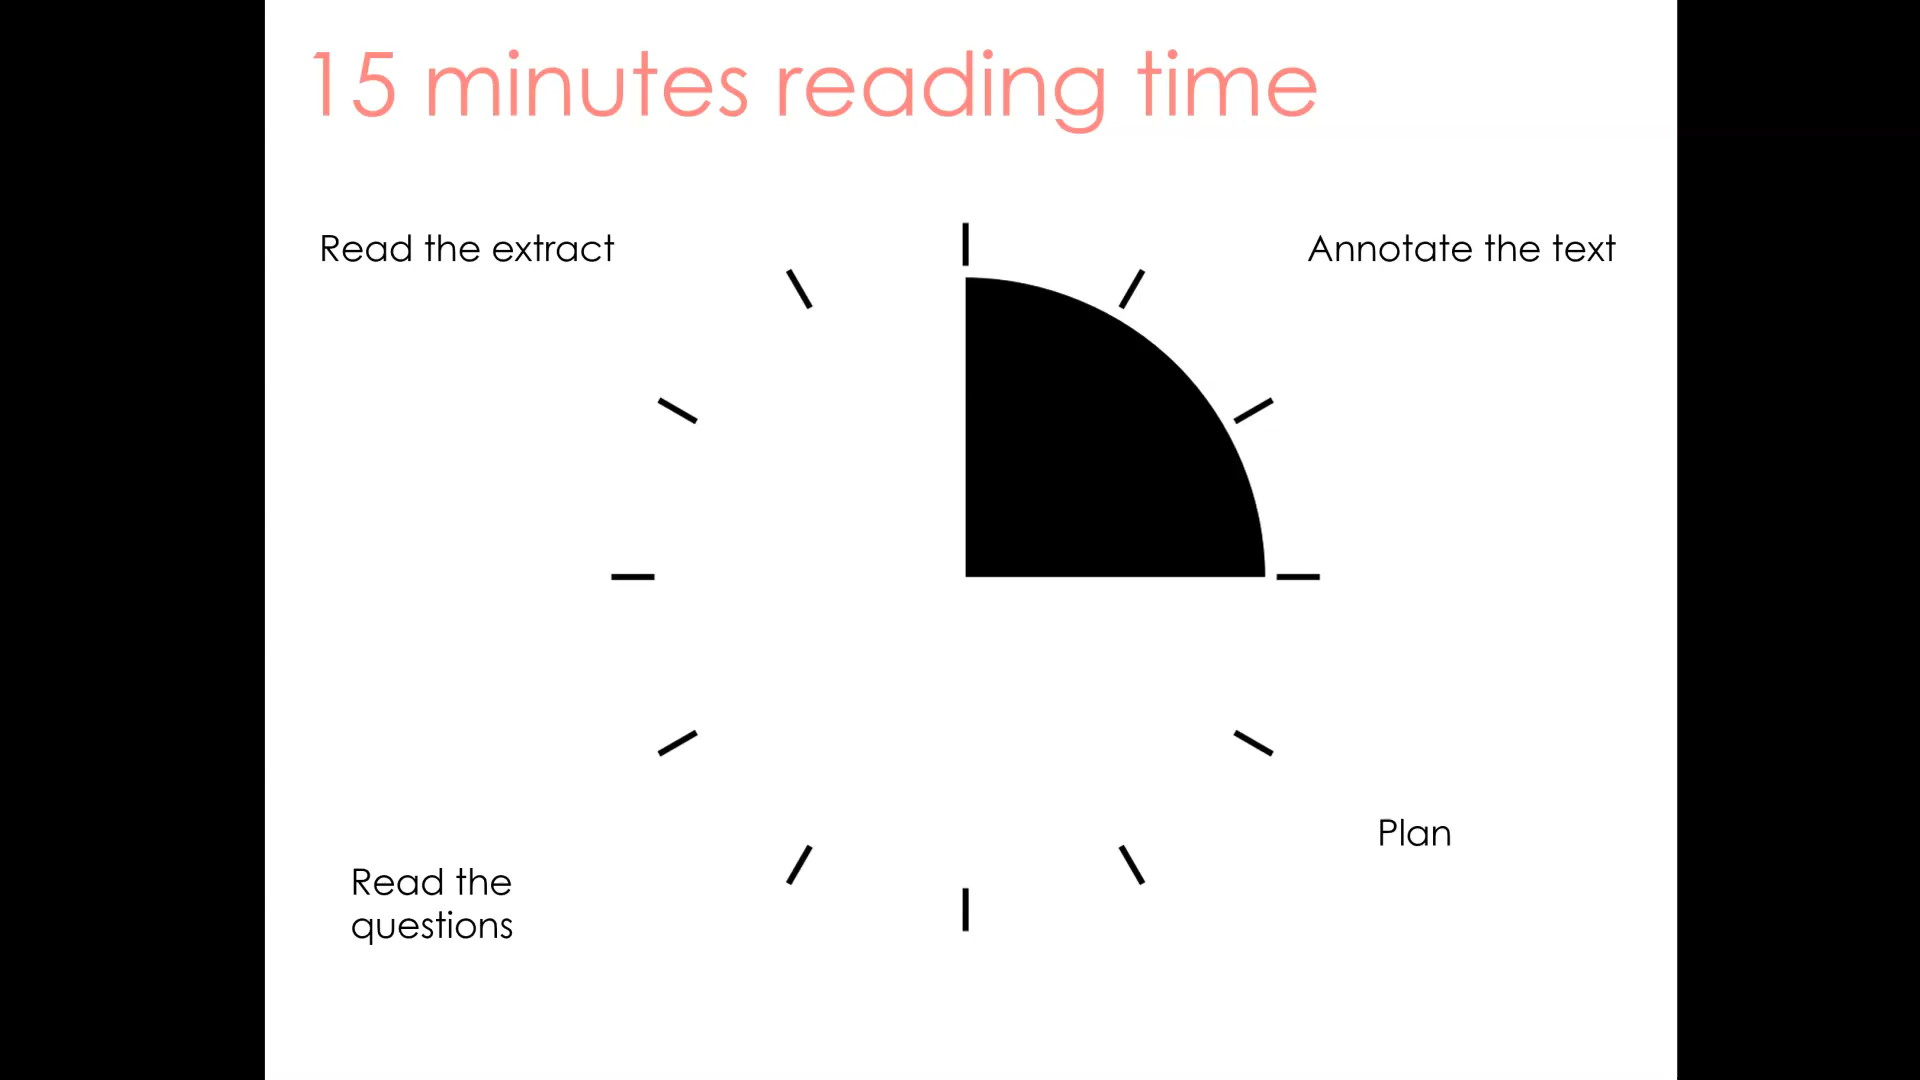 15 minutes reading time
Read the extract
Annotate the text
Plan
Read the
questions